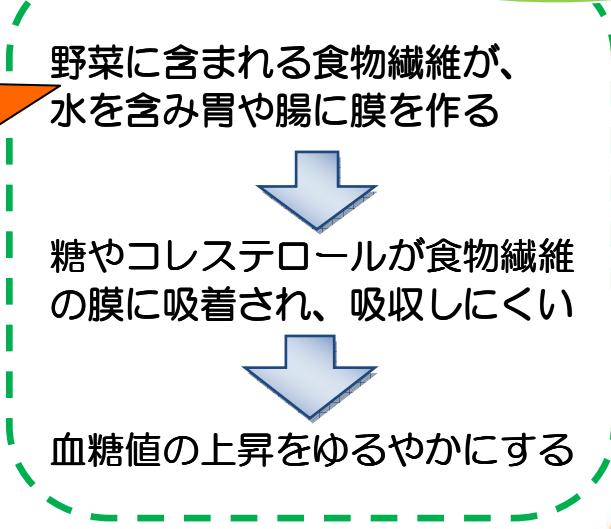 野菜に含まれる食物繊維が、
水を含み胃や腸に膜を作る
糖やコレステロールが食物繊維
の膜に吸着され、吸収しにくい
血糖値の上昇をゆるやかにする